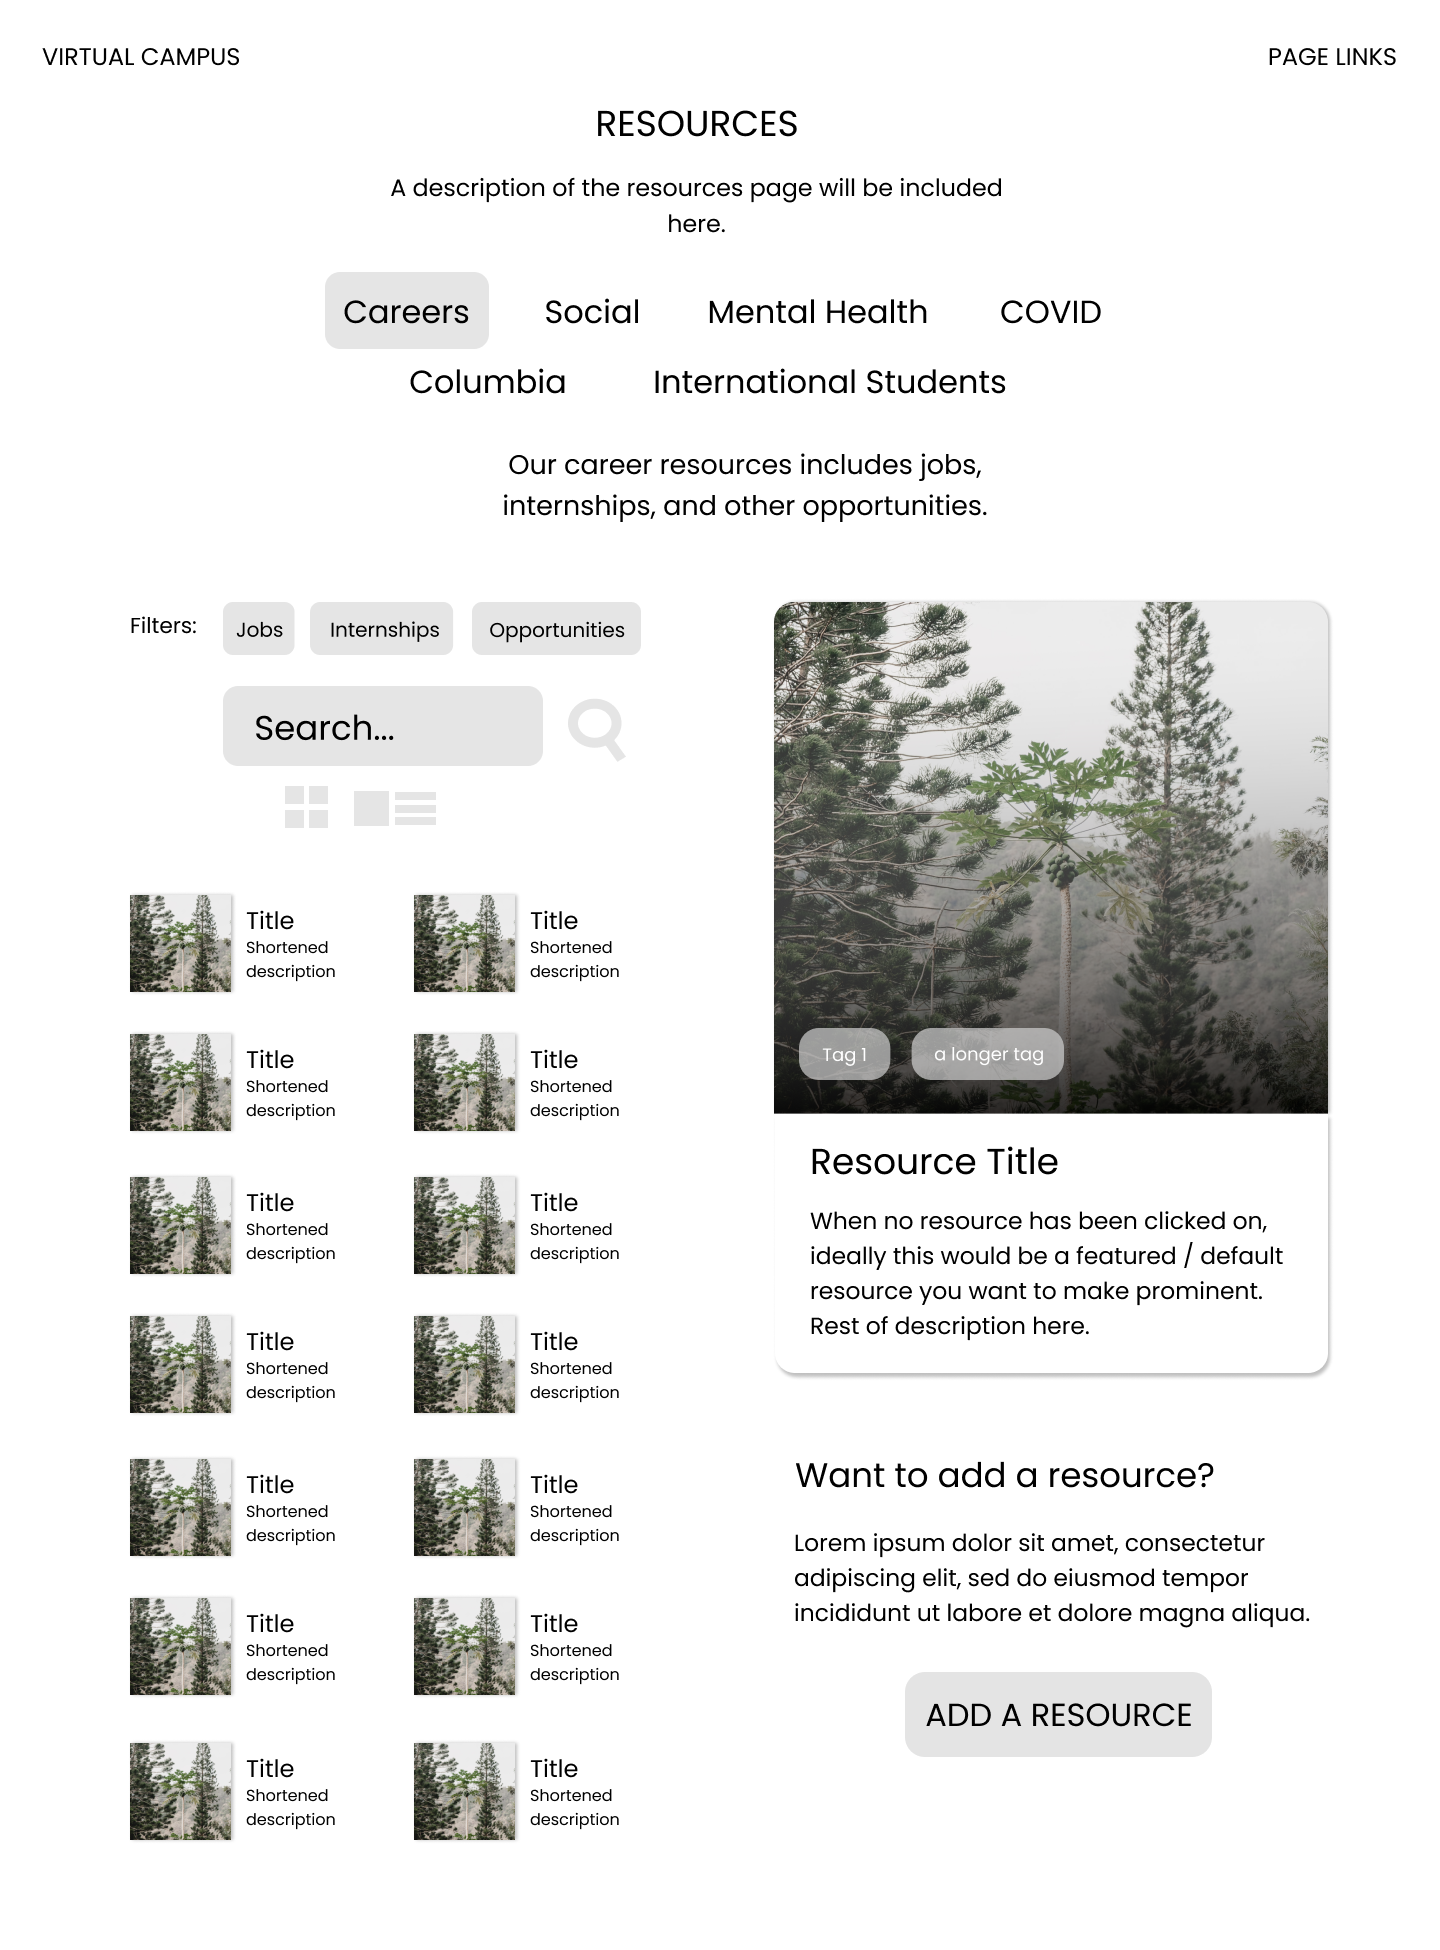 VIRTUAL CAMPUS
PAGE LINKS
RESOURCES
A description of the resources page will be included
here.
Careers
Social
Mental Health
COVID
Columbia
International Students
Our career resources includes jobs,
internships, and other opportunities.
Filters:
Jobs
Internships
Opportunities
Search...
Title
Shortened
description
Title
Shortened
description
Title
Shortened
description
Title
Shortened
description
Title
Shortened
description
Title
Shortened
description
Title
Shortened
description
Title
Shortened
description
Title
Shortened
description
Title
Shortened
description
Title
Shortened
description
Title
Shortened
description
Title
Shortened
description
Title
Shortened
description
Tag 1
a longer tag
Resource Title
When no resource has been clicked on,
ideally this would be a featured / default
resource you want to make prominent.
Rest of description here.
Want to add a resource?
Lorem ipsum dolor sit amet, consectetur
adipiscing elit, sed do eiusmod tempor
incididunt ut labore et dolore magna aliqua.
ADD A RESOURCE